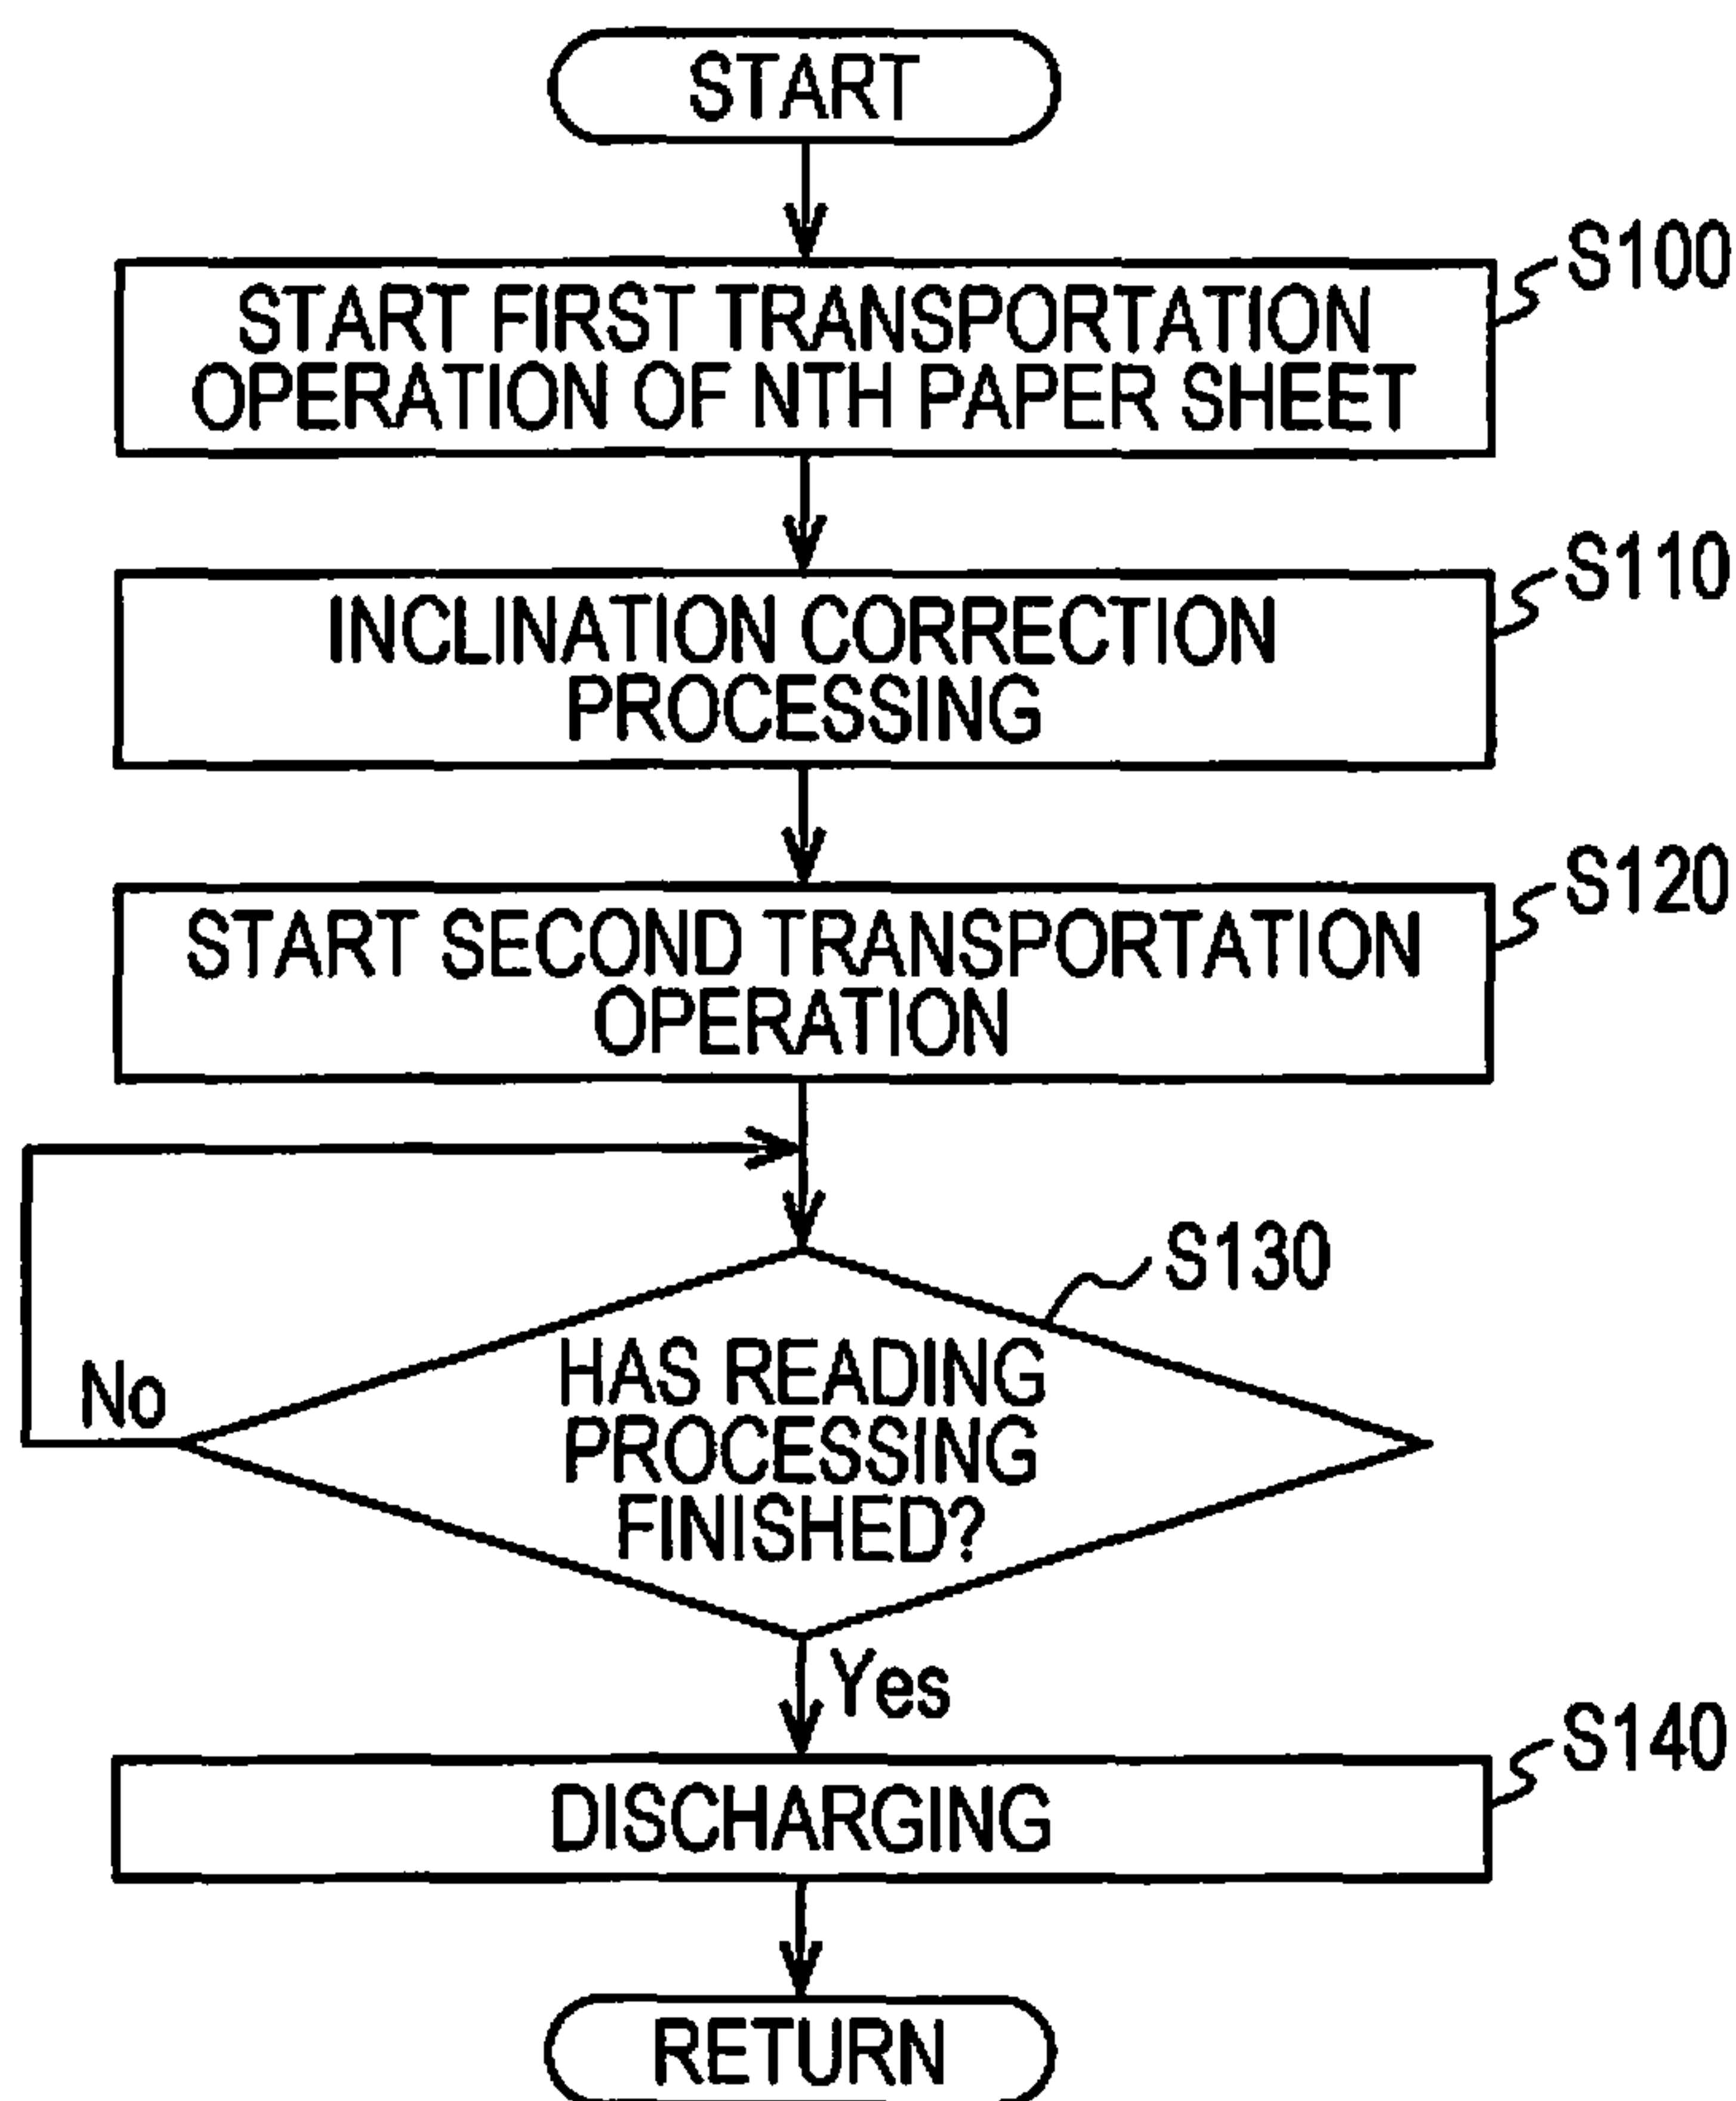 START
S100
START FIRST TRANSPORTATION
OPERATION OF NTH PAPER SHEET
S110
INCLINATION CORRECTION
PROCESSING
S120
START SECOND TRANSPORTATION
OPERATION
S130
HAS READING
PROCESSING
FINISHED?
No
Yes
S140
DISCHARGING
RETURN